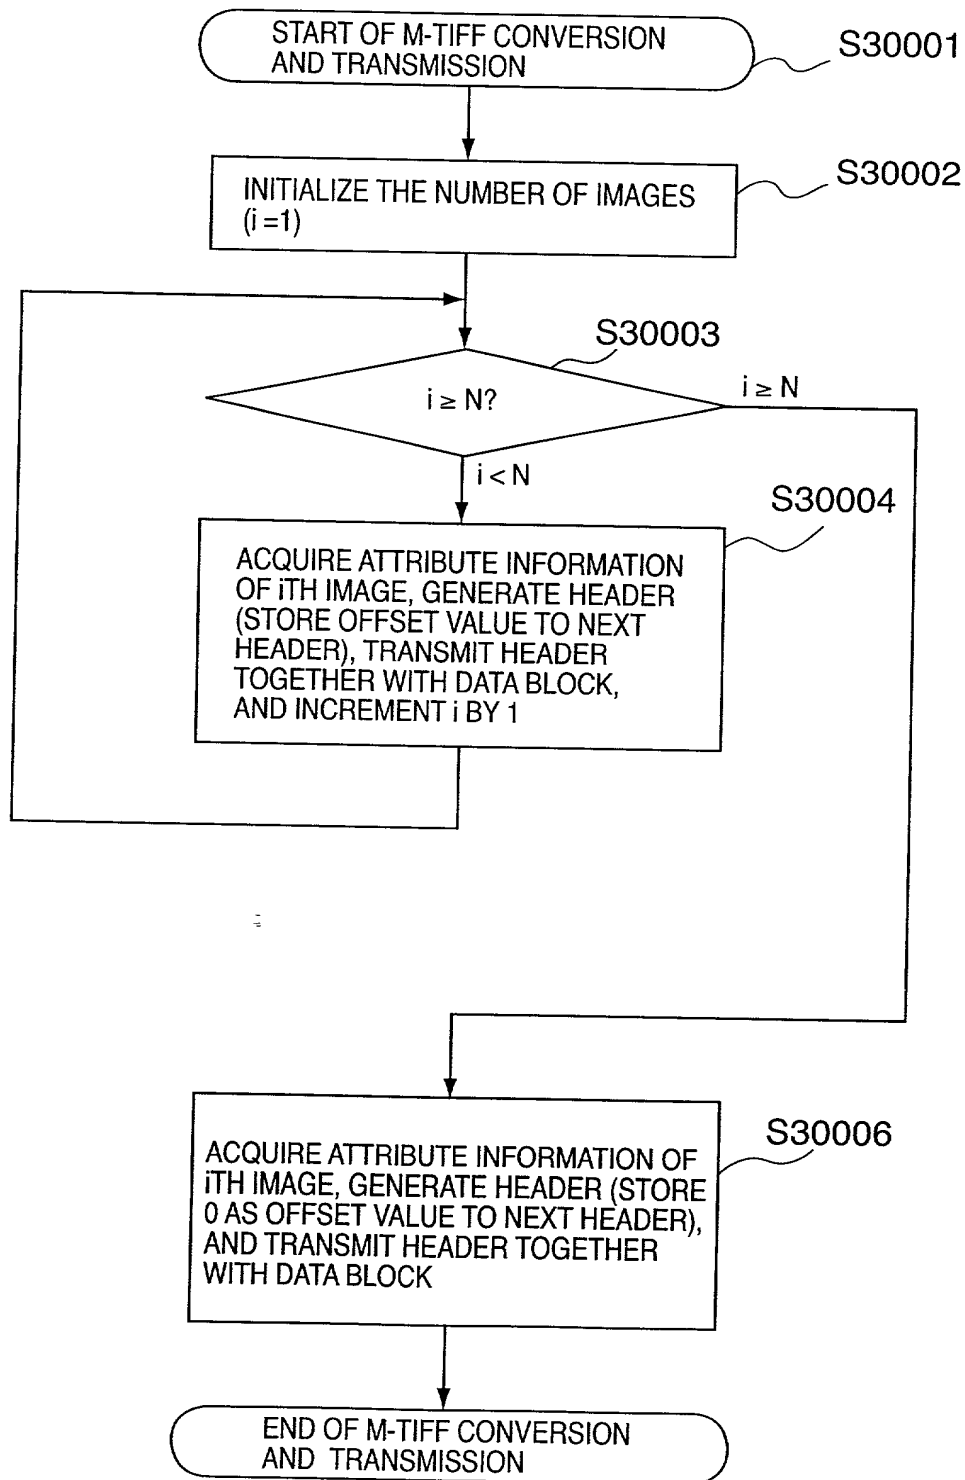 START OF M-TIFF CONVERSION
AND TRANSMISSION
S30001
INITIALIZE THE NUMBER OF IMAGES
(i =1)
S30002
S30003
i ≥ N?
i ≥ N
i < N
S30004
ACQUIRE ATTRIBUTE INFORMATION
OF iTH IMAGE, GENERATE HEADER
(STORE OFFSET VALUE TO NEXT
HEADER), TRANSMIT HEADER
TOGETHER WITH DATA BLOCK,
AND INCREMENT i BY 1
S30006
ACQUIRE ATTRIBUTE INFORMATION OF
iTH IMAGE, GENERATE HEADER (STORE
0 AS OFFSET VALUE TO NEXT HEADER),
AND TRANSMIT HEADER TOGETHER
WITH DATA BLOCK
END OF M-TIFF CONVERSION
AND TRANSMISSION